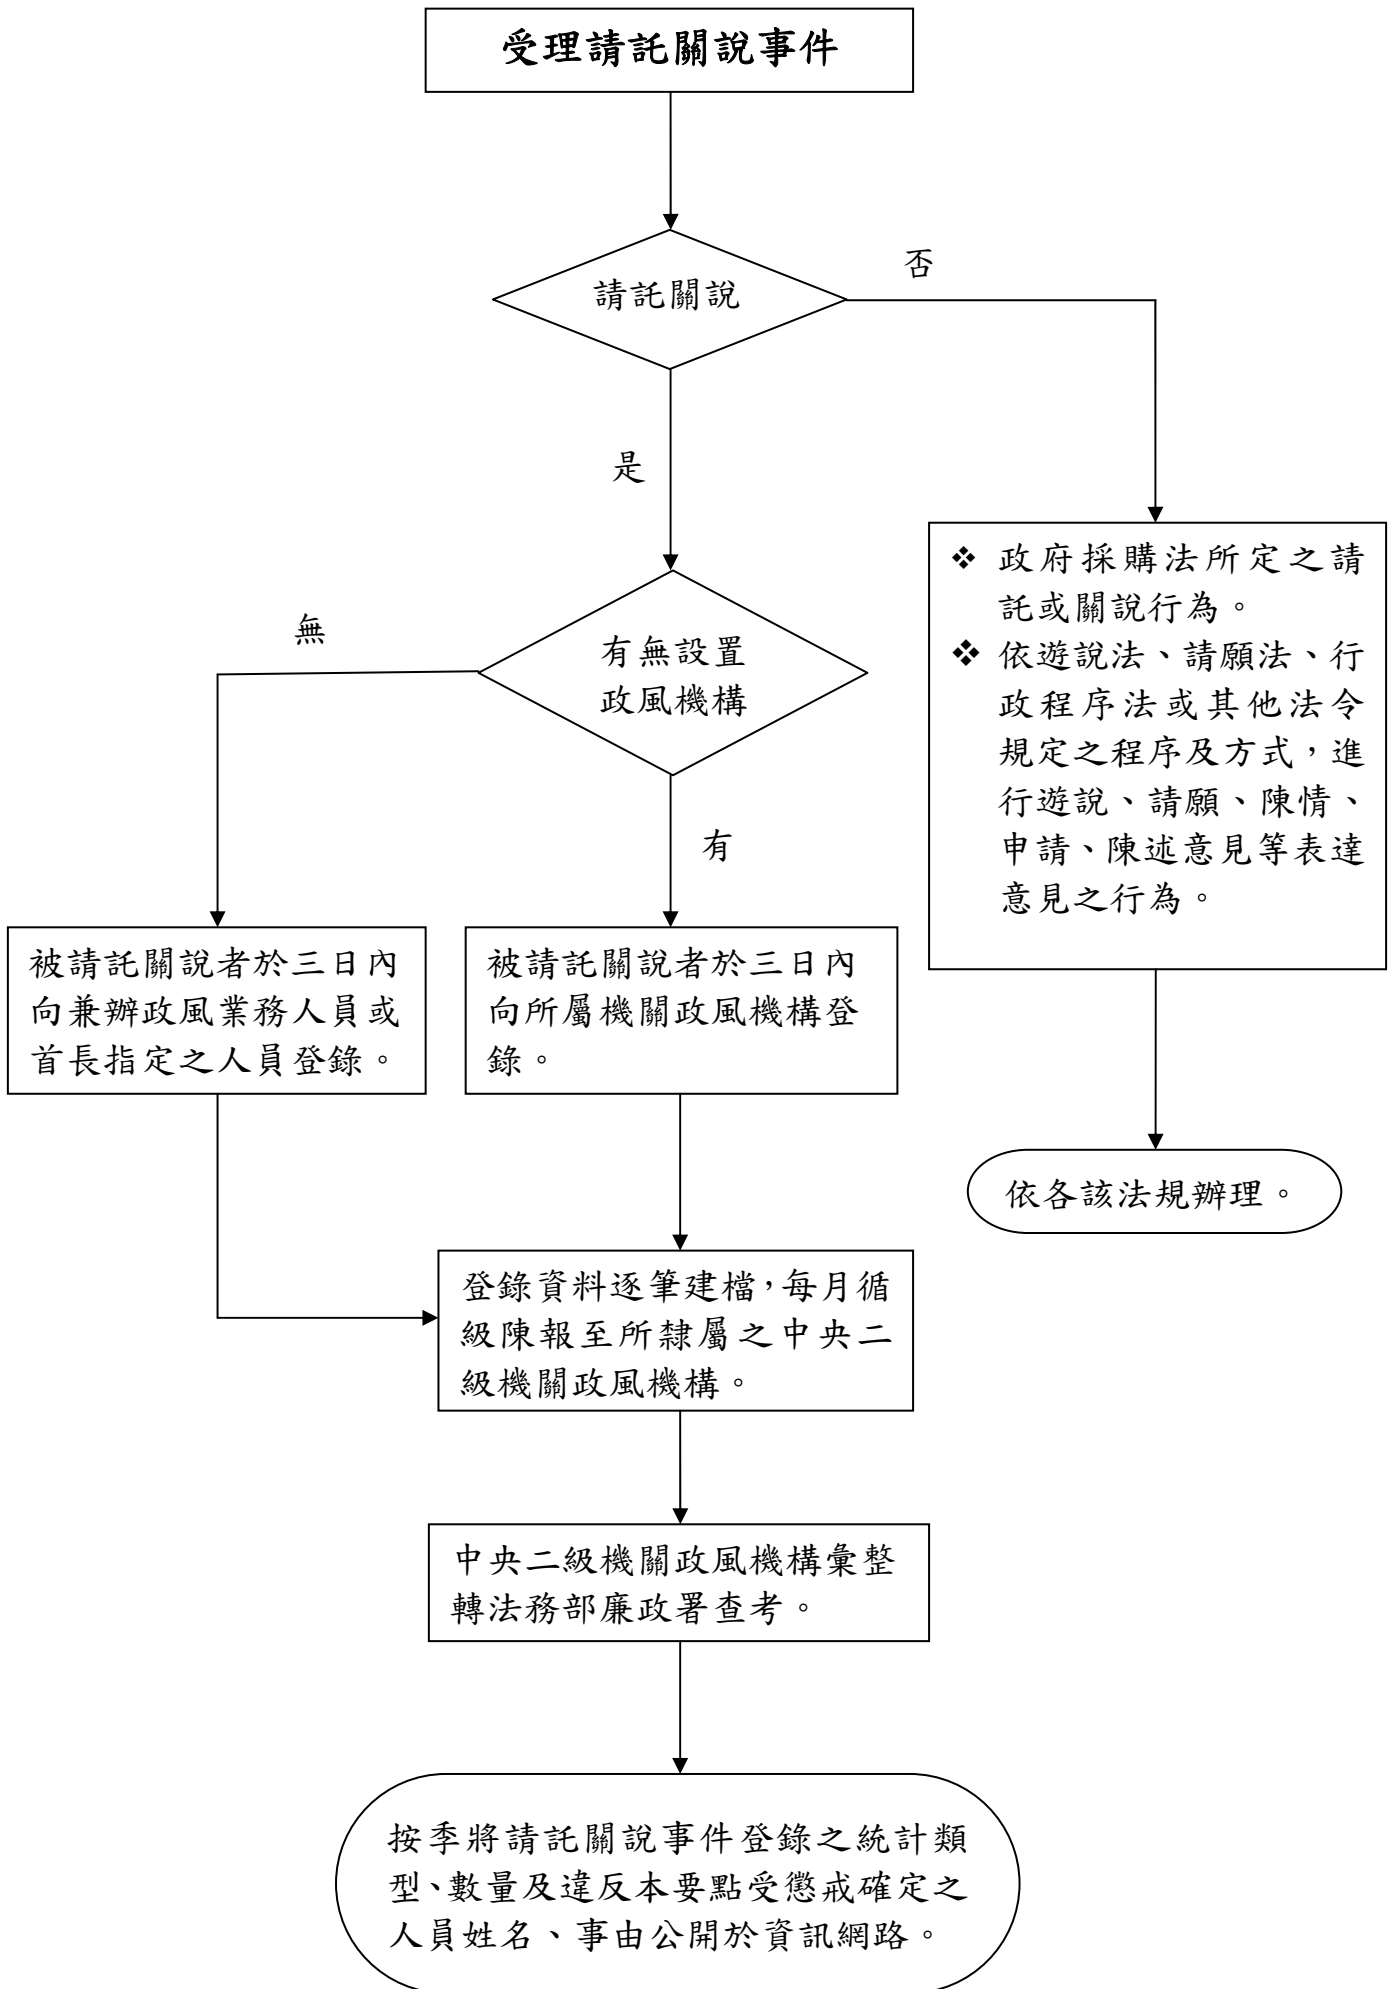 受理請託關說事件
請託關說
否
是
❖ 政府採購法所定之請
託或關說行為。
❖ 依遊說法、請願法、行
政程序法或其他法令
規定之程序及方式，進
行遊說、請願、陳情、
申請、陳述意見等表達
意見之行為。
無
有無設置
政風機構
有
被請託關說者於三日內
向兼辦政風業務人員或
首長指定之人員登錄。
被請託關說者於三日內
向所屬機關政風機構登
錄。
依各該法規辦理。
登錄資料逐筆建檔，每月循
級陳報至所隸屬之中央二
級機關政風機構。
中央二級機關政風機構彙整
轉法務部廉政署查考。
按季將請託關說事件登錄之統計類
型、數量及違反本要點受懲戒確定之
人員姓名、事由公開於資訊網路。